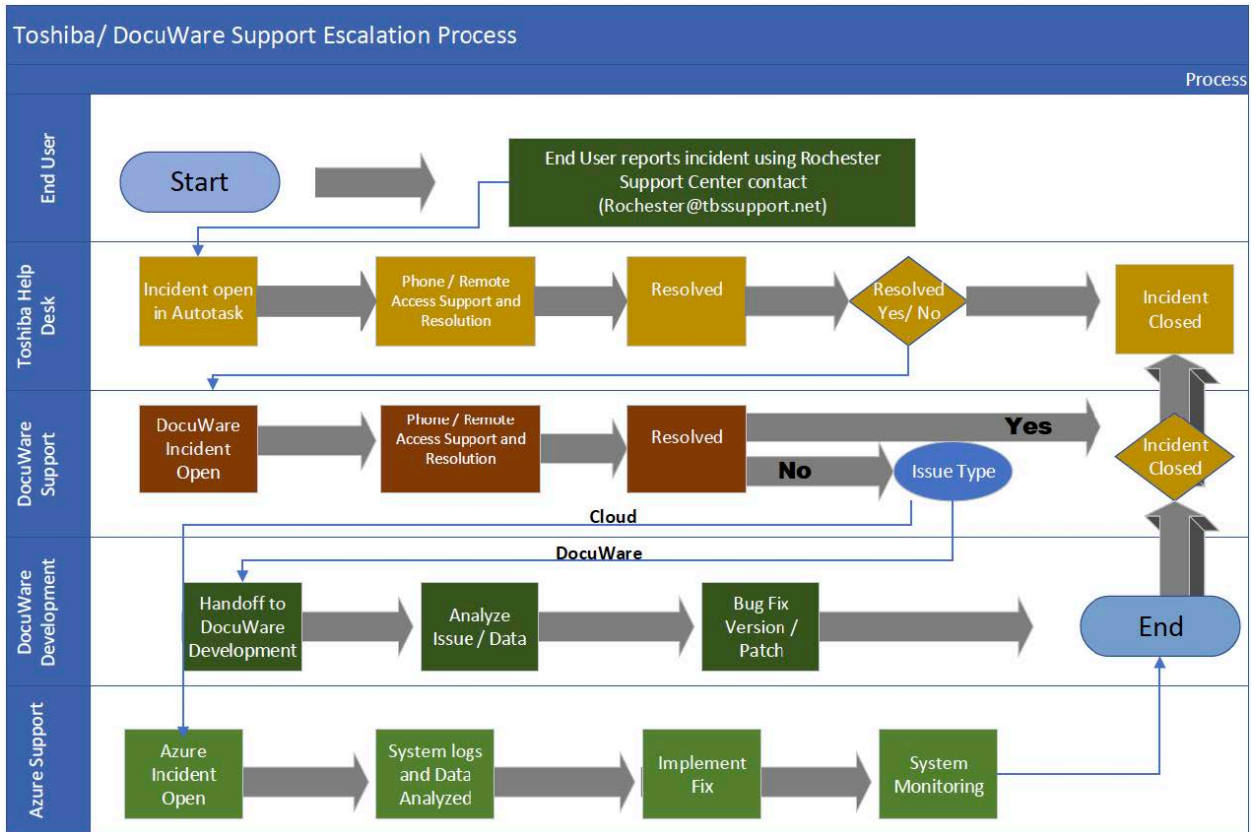 Toshiba/ DocuWare Support Escalation Process
Process
End User
Start
End User reports incident using Rochester
Support Center contact
(Rochester@tbssupport.net)
Toshiba Help
Desk
Incident open
in Autotask
Phone / Remote
Access Support and
Resolution
Resolved
Resolved
Yes/ No
Incident
Closed
DocuWare
Support
DocuWare
Incident
Open
Phone / Remote
Access Support and
Resolution
Resolved
Yes
No
Issue Type
Incident
Closed
Cloud
DocuWare
DocuWare
Development
Handoff to
DocuWare
Development
Analyze
Issue / Data
Bug Fix
Version /
Patch
End
Azure Support
Azure
Incident
Open
System logs
and Data
Analyzed
Implement
Fix
System
Monitoring